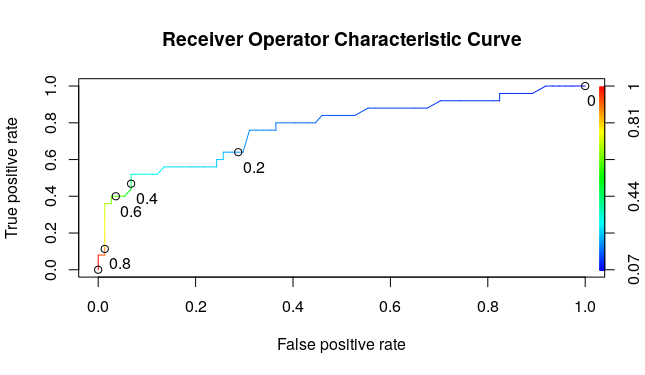 Receiver Operator Characteristic Curve
True positive rate
0.0 0.2 0.4 0.6 0.8 1.0
0
0.2
0.4
0.6
0.8
0.07 0.44 0.81 1
0.0 0.2 0.4 0.6 0.8 1.0
False positive rate